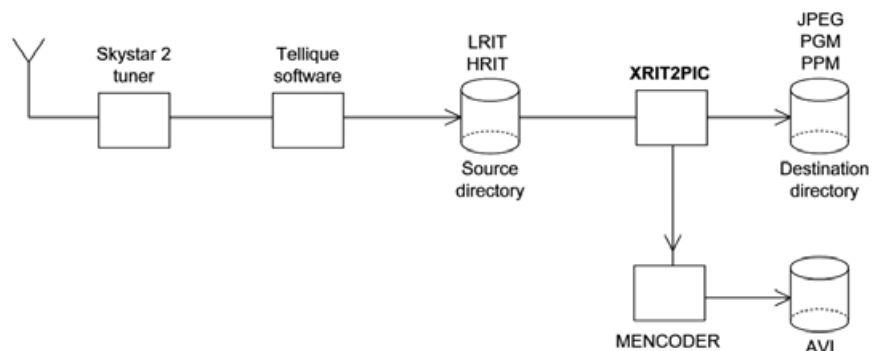 Skystar 2
tuner
Tellique
software
LRIT
HRIT
Source
directory
XRIT2PIC
JPEG
PGM
PPM
Destination
directory
MENCODER
AVI